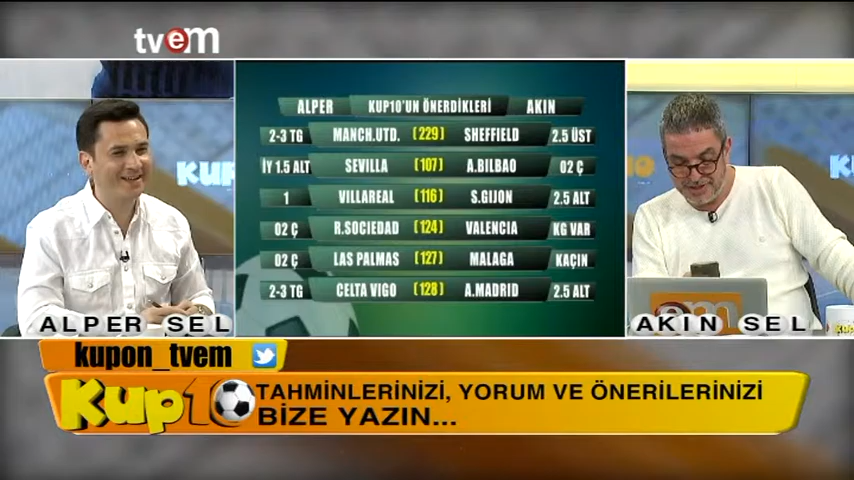 tvem
ALPER KUP10'UN ÖNERDİKLERİ AKIN
2-3 TG MANCH.UTD. (229) SHEFFIELD 2.5 ÜST
İY 1.5 ALT SEVILLA (107) A.BILBAO 02 Ç
1 VILLAREAL (116) S.GIJON 2.5 ALT
02 Ç R.SOCIEDAD (124) VALENCIA KG VAR
02 Ç LAS PALMAS (127) MALAGA KAÇIN
2-3 TG CELTA VIGO (128) A.MADRID 2.5 ALT
ALPER SEL
AKIN SEL
kupon_tvem
Kup10
TAHMİNLERİNİZİ, YORUM VE ÖNERİLERİNİZİ
BİZE YAZIN...